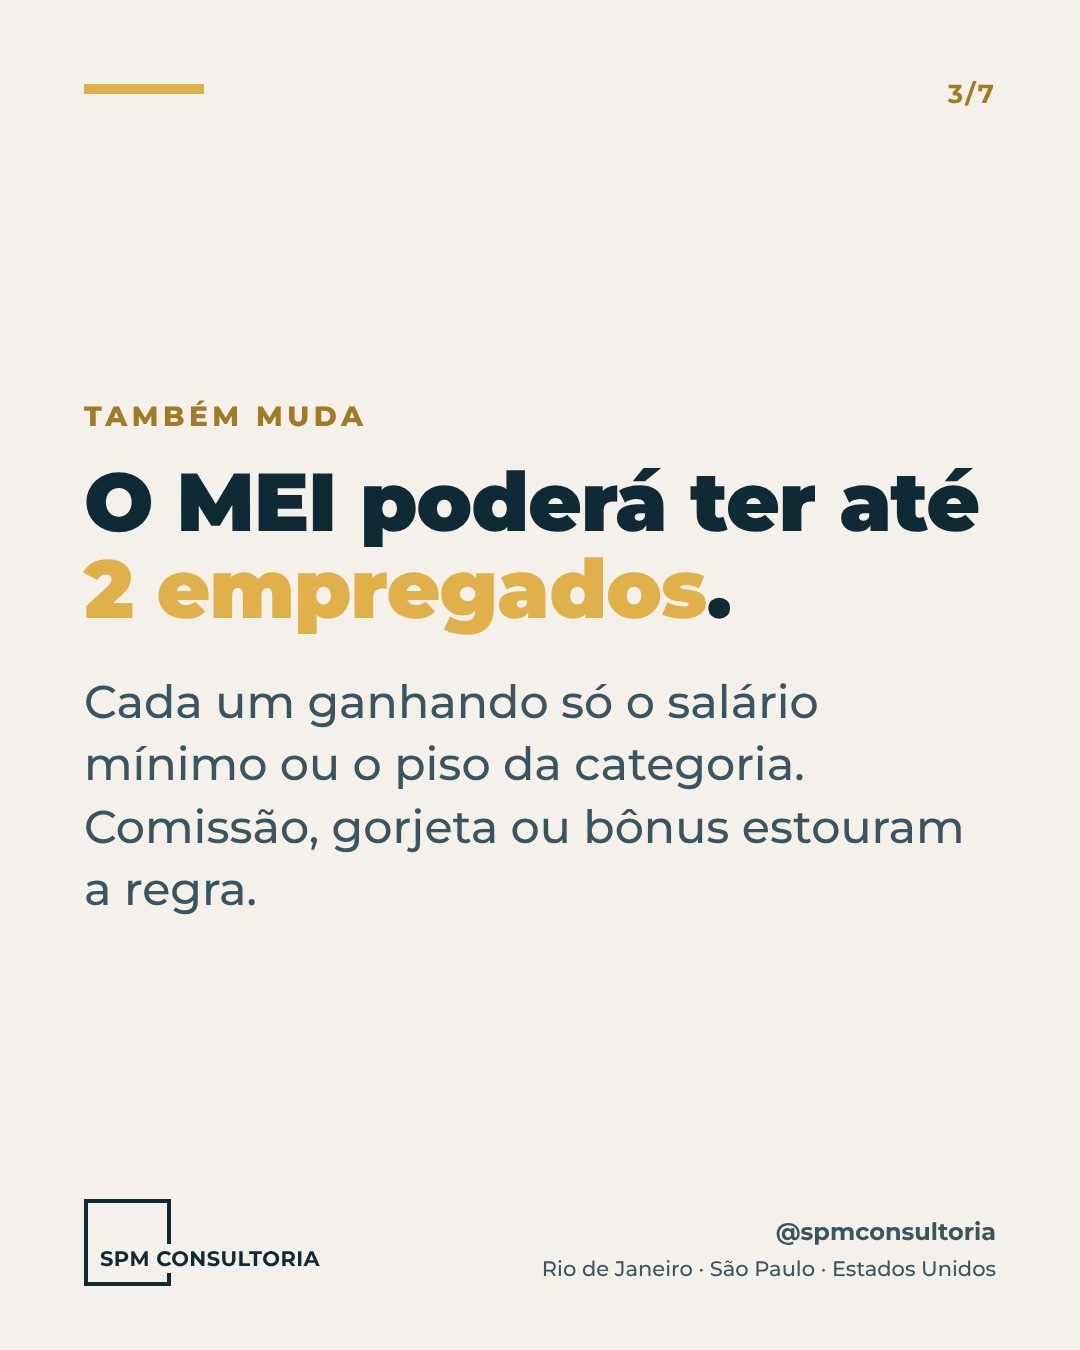 3/7
TAMBÉM MUDA
O MEI poderá ter até
2 empregados.
Cada um ganhando só o salário
mínimo ou o piso da categoria.
Comissão, gorjeta ou bônus estouram
a regra.
SPM CONSULTORIA
@spmconsultoria
Rio de Janeiro · São Paulo · Estados Unidos